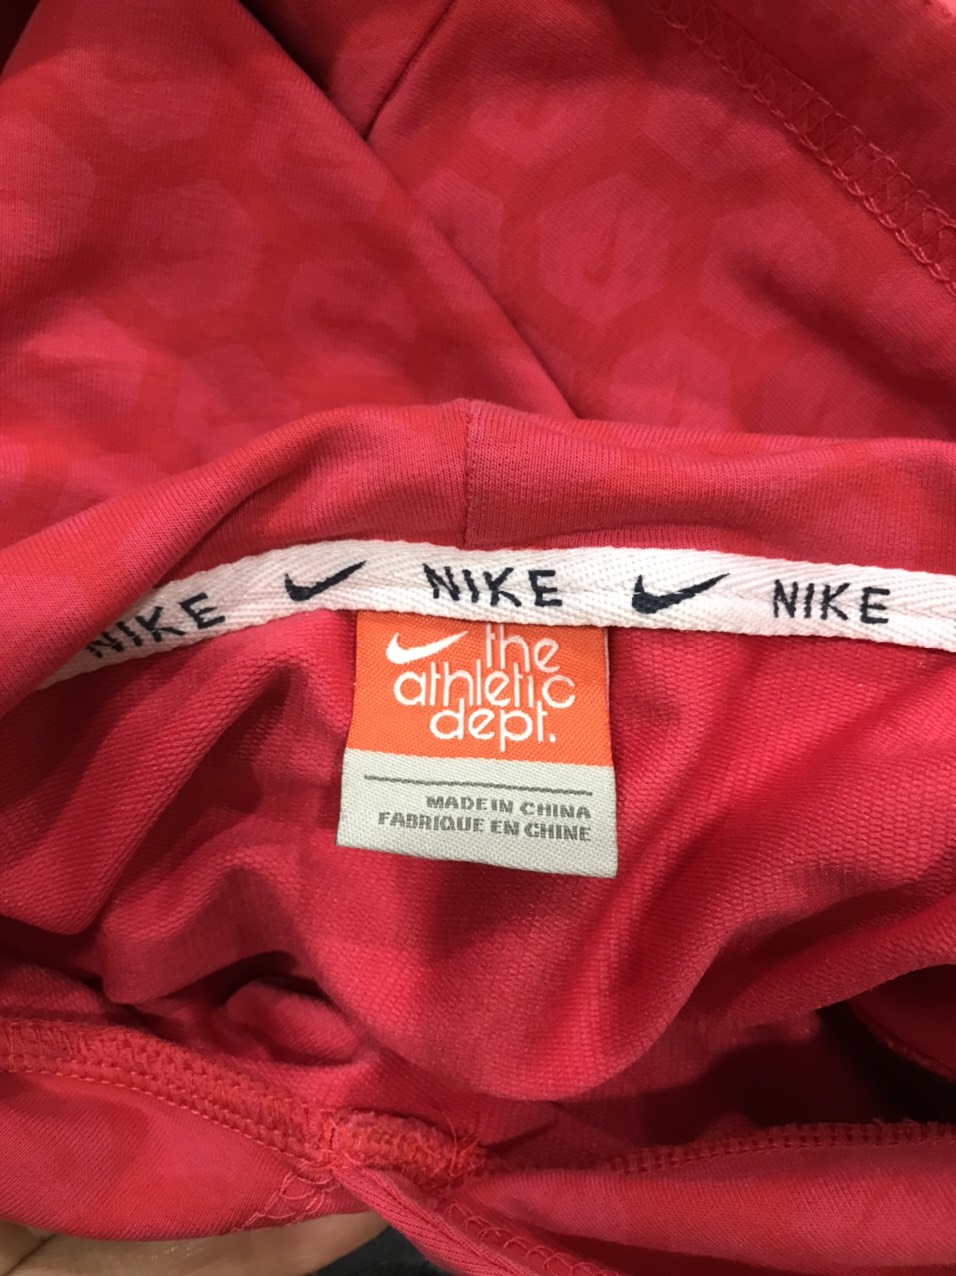 NIKE NIKE NIKE
the
athletic
dept.
MADE IN CHINA
FABRIQUE EN CHINE